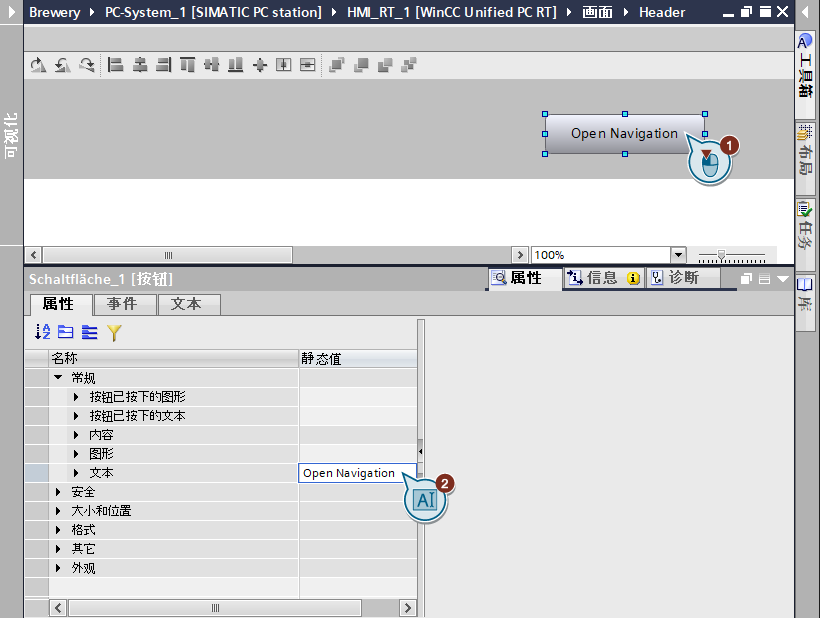 Brewery ▸ PC-System_1 [SIMATIC PC station] ▸ HMI_RT_1 [WinCC Unified PC RT] ▸ 画面 ▸ Header
可视化
Open Navigation
1
100%
Schaltfläche_1 [按钮]
属性 信息 诊断
属性 事件 文本
名称 静态值
常规
按钮已按下的图形
按钮已按下的文本
内容
图形
文本 Open Navigation
2
安全
大小和位置
格式
其它
外观
工具箱
布局
任务
库